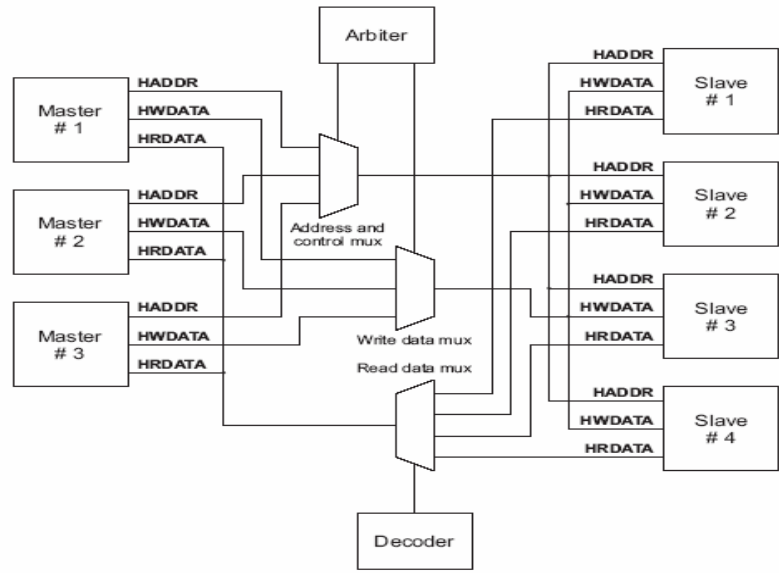 Arbiter
Master
# 1
HADDR
HWDATA
HRDATA
Master
# 2
HADDR
HWDATA
HRDATA
Master
# 3
HADDR
HWDATA
HRDATA
Address and
control mux
Write data mux
Read data mux
HADDR
HWDATA
HRDATA
Slave
# 1
HADDR
HWDATA
HRDATA
Slave
# 2
HADDR
HWDATA
HRDATA
Slave
# 3
HADDR
HWDATA
HRDATA
Slave
# 4
Decoder